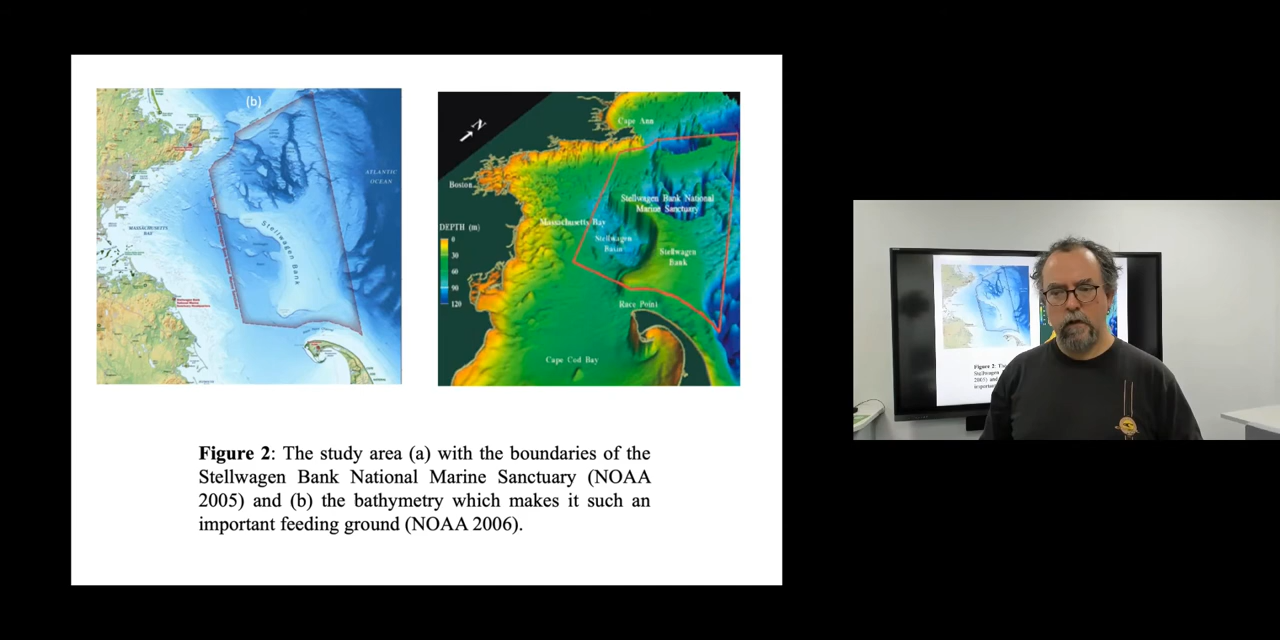 (b)
ATLANTIC
OCEAN
MASSACHUSETTS
BAY
Stellwagen Bank
N
Cape Ann
Boston
Stellwagen Bank National
Marine Sanctuary
DEPTH (m)
0
30
60
90
120
Massachusetts Bay
Stellwagen
Basin
Stellwagen
Bank
Race Point
Cape Cod Bay
Figure 2: The study area (a) with the boundaries of the
Stellwagen Bank National Marine Sanctuary (NOAA
2005) and (b) the bathymetry which makes it such an
important feeding ground (NOAA 2006).